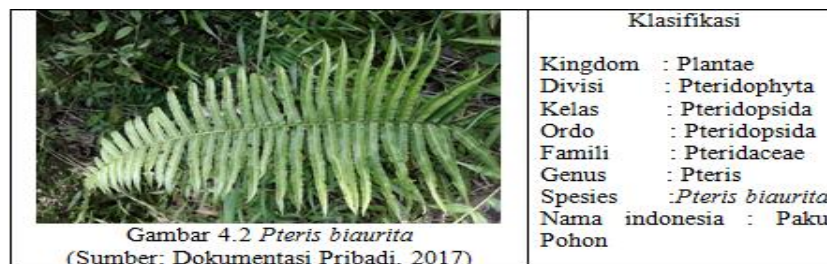 Gambar 4.2 Pteris biaurita
(Sumber: Dokumentasi Pribadi, 2017)
Klasifikasi
Kingdom : Plantae
Divisi : Pteridophyta
Kelas : Pteridopsida
Ordo : Pteridopsida
Famili : Pteridaceae
Genus : Pteris
Spesies :Pteris biaurita
Nama indonesia : Paku
Pohon